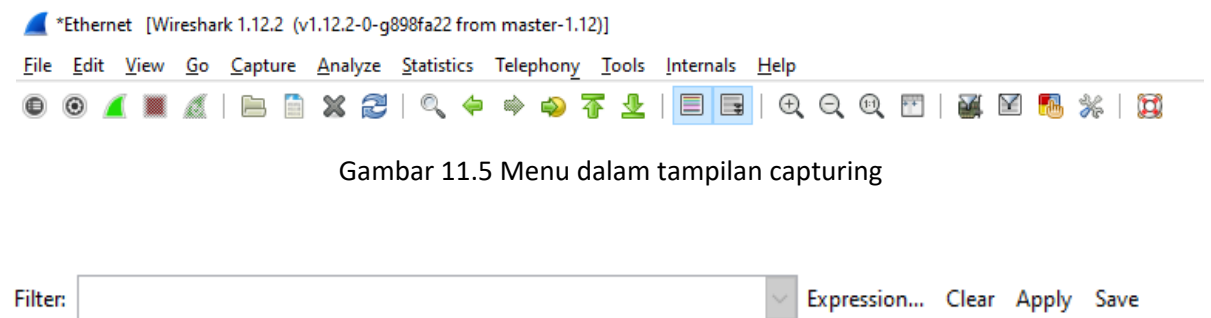 *Ethernet [Wireshark 1.12.2 (v1.12.2-0-g898fa22 from master-1.12)]
File Edit View Go Capture Analyze Statistics Telephony Tools Internals Help
Gambar 11.5 Menu dalam tampilan capturing
Filter: Expression... Clear Apply Save